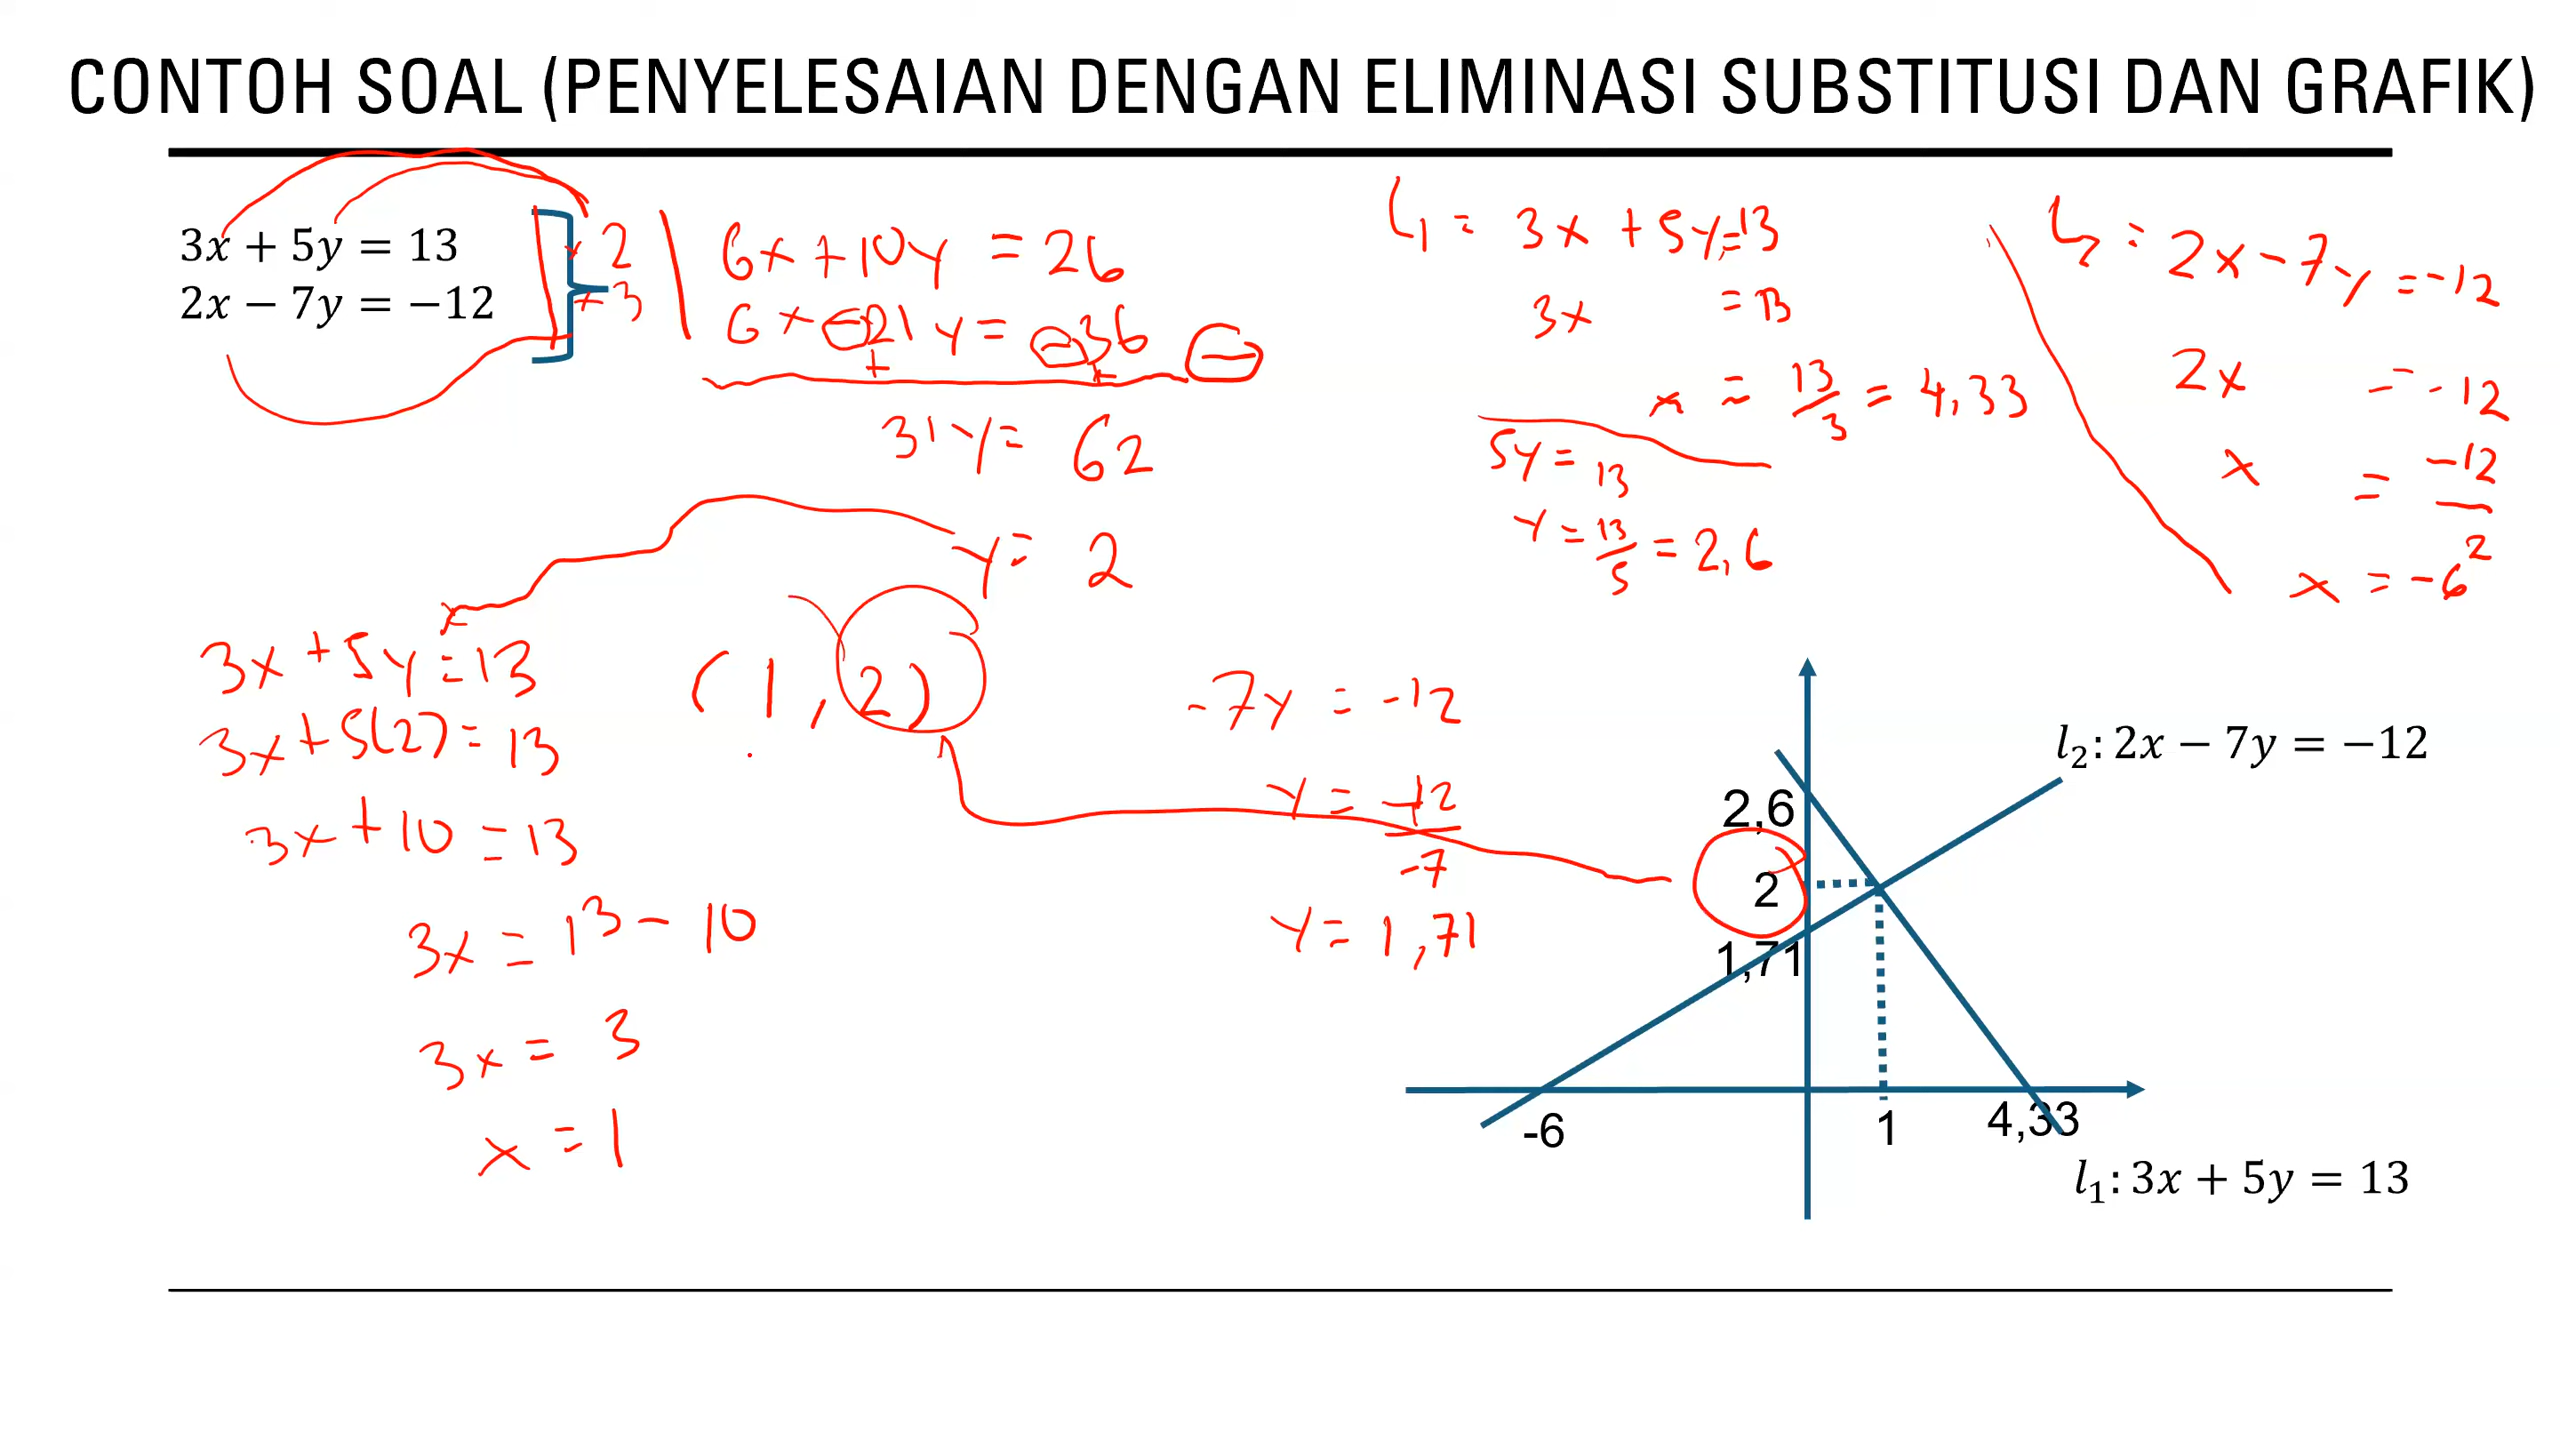 CONTOH SOAL (PENYELESAIAN DENGAN ELIMINASI SUBSTITUSI DAN GRAFIK)
3x + 5y = 13
2x − 7y = −12
× 2
× 3
6x + 10y = 26
6x − 21y = − 36 −
+ +
31y = 62
y = 2
3x + 5y = 13
3x + 5(2) = 13
3x + 10 = 13
3x = 13 − 10
3x = 3
x = 1
(1, 2)
L1 = 3x + 5y = 13
3x = 13
x = 13/3 = 4,33
5y = 13
y = 13/5 = 2,6
L2 : 2x − 7y = −12
2x = −12
x = −12/2
x = −6
−7y = −12
y = −12/−7
y = 1,71
l₂: 2x − 7y = −12
2,6
2
1,71
-6
1
4,33
l₁: 3x + 5y = 13